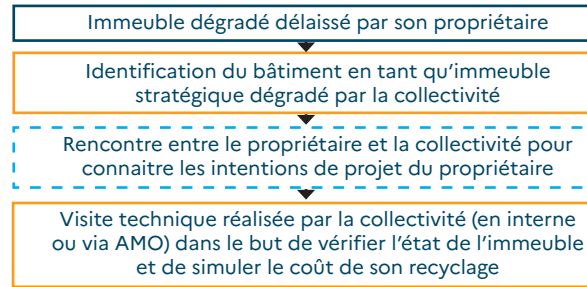 Immeuble dégradé délaissé par son propriétaire
Identification du bâtiment en tant qu'immeuble
stratégique dégradé par la collectivité
Rencontre entre le propriétaire et la collectivité pour
connaitre les intentions de projet du propriétaire
Visite technique réalisée par la collectivité (en interne
ou via AMO) dans le but de vérifier l'état de l'immeuble
et de simuler le coût de son recyclage